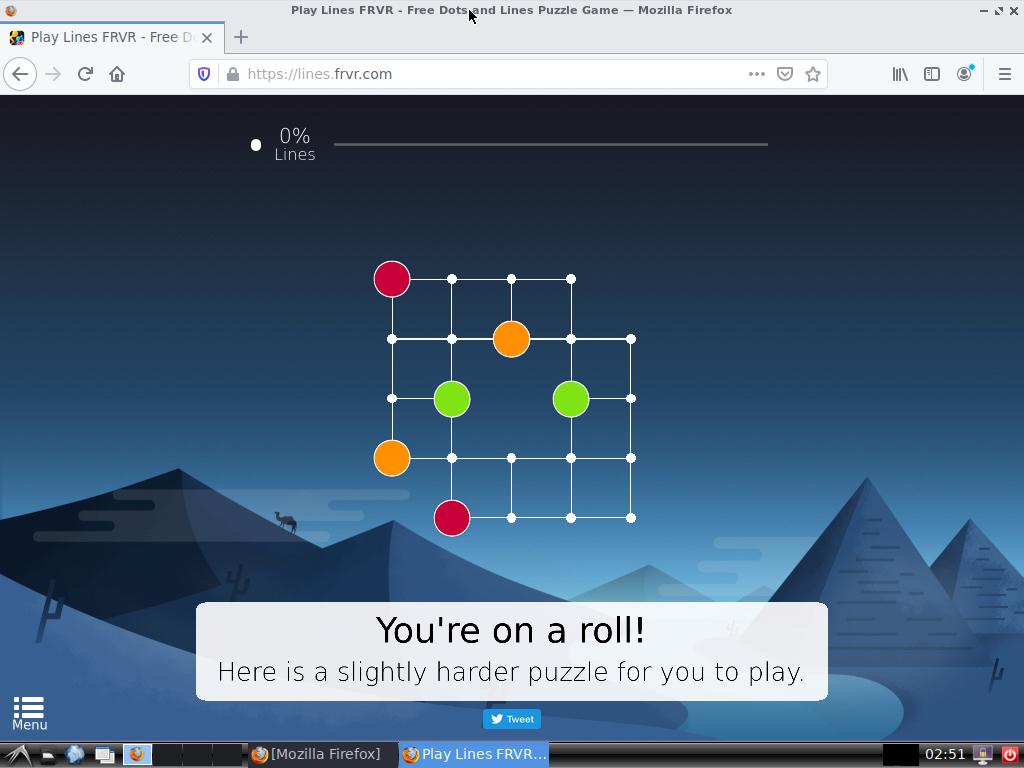 Play Lines FRVR - Free Dots and Lines Puzzle Game — Mozilla Firefox
Play Lines FRVR - Free D
https://lines.frvr.com
0%
Lines
You're on a roll!
Here is a slightly harder puzzle for you to play.
Tweet
Menu
[Mozilla Firefox]
Play Lines FRVR...
02:51